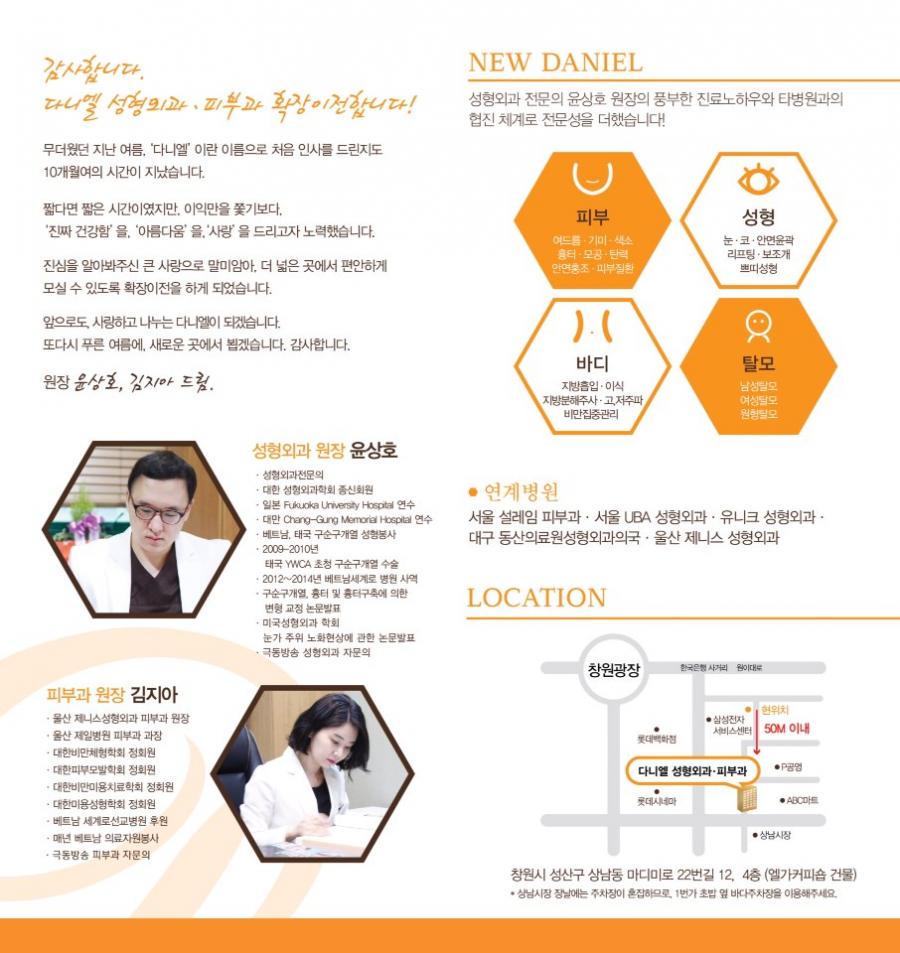 감사합니다.
다니엘 성형외과·피부과 확장이전합니다!
무더웠던 지난 여름, ‘다니엘’ 이란 이름으로 처음 인사를 드린지도
10개월여의 시간이 지났습니다.
짧다면 짧은 시간이였지만, 이익만을 쫓기보다,
‘진짜 건강함’ 을, ‘아름다움’ 을, ‘사랑’ 을 드리고자 노력했습니다.
진심을 알아봐주신 큰 사랑으로 말미암아, 더 넓은 곳에서 편안하게
모실 수 있도록 확장이전을 하게 되었습니다.
앞으로도, 사랑하고 나누는 다니엘이 되겠습니다.
또다시 푸른 여름에, 새로운 곳에서 뵙겠습니다. 감사합니다.
원장 윤상호, 김지아 드림.
성형외과 원장 윤상호
· 성형외과전문의
· 대한 성형외과학회 종신회원
· 일본 Fukuoka University Hospital 연수
· 대만 Chang-Gung Memorial Hospital 연수
· 베트남, 태국 구순구개열 성형봉사
· 2009~2010년
태국 YWCA 초청 구순구개열 수술
· 2012~2014년 베트남세계로 병원 사역
· 구순구개열, 흉터 및 흉터구축에 의한
변형 교정 논문발표
· 미국성형외과 학회
눈가 주위 노화현상에 관한 논문발표
· 극동방송 성형외과 자문의
피부과 원장 김지아
· 울산 제니스성형외과 피부과 원장
· 울산 제일병원 피부과 과장
· 대한비만체형학회 정회원
· 대한피부모발학회 정회원
· 대한비만미용치료학회 정회원
· 대한미용성형학회 정회원
· 베트남 세계로선교병원 후원
· 매년 베트남 의료자원봉사
· 극동방송 피부과 자문의
NEW DANIEL
성형외과 전문의 윤상호 원장의 풍부한 진료노하우와 타병원과의
협진 체계로 전문성을 더했습니다!
피부
여드름 · 기미 · 색소
흉터 · 모공 · 탄력
안면홍조 · 피부질환
성형
눈 · 코 · 안면윤곽
리프팅 · 보조개
쁘띠성형
바디
지방흡입 · 이식
지방분해주사 · 고,저주파
비만집중관리
탈모
남성탈모
여성탈모
원형탈모
• 연계병원
서울 설레임 피부과 · 서울 UBA 성형외과 · 유니크 성형외과 ·
대구 동산의료원성형외과의국 · 울산 제니스 성형외과
LOCATION
창원광장
한국은행 사거리 원이대로
현위치
삼성전자
서비스센터
50M 이내
롯데백화점
다니엘 성형외과·피부과
P공영
롯데시네마
ABC마트
상남시장
창원시 성산구 상남동 마디미로 22번길 12, 4층 (엘가커피숍 건물)
* 상남시장 장날에는 주차장이 혼잡하므로, 1번가 초밥 옆 바다주차장을 이용해주세요.